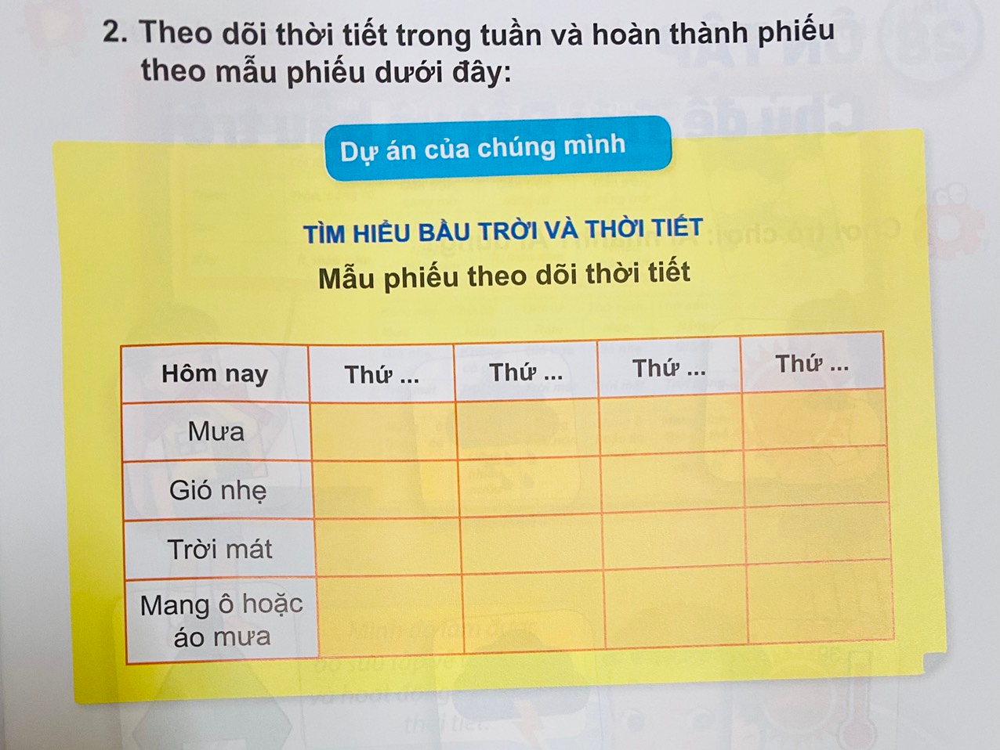 2. Theo dõi thời tiết trong tuần và hoàn thành phiếu
theo mẫu phiếu dưới đây:
Dự án của chúng mình
TÌM HIỂU BẦU TRỜI VÀ THỜI TIẾT
Mẫu phiếu theo dõi thời tiết
Hôm nay Thứ ... Thứ ... Thứ ... Thứ ...
Mưa
Gió nhẹ
Trời mát
Mang ô hoặc
áo mưa